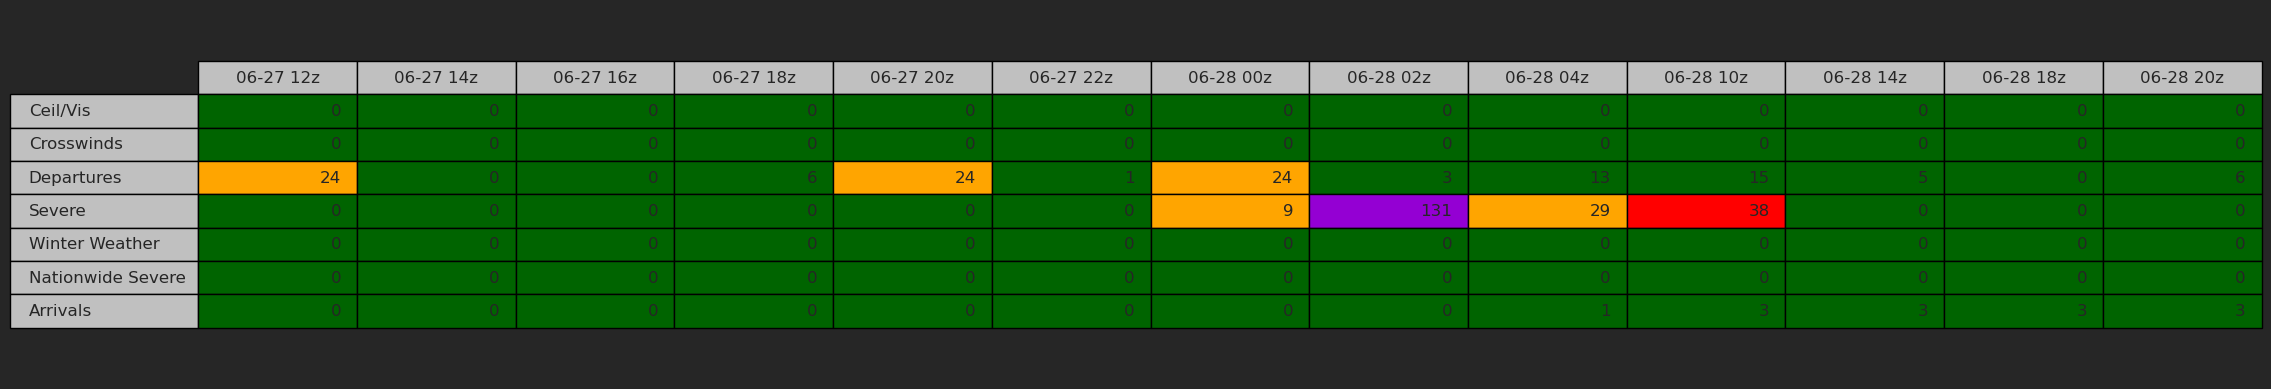 06-27 12z 06-27 14z 06-27 16z 06-27 18z 06-27 20z 06-27 22z 06-28 00z 06-28 02z 06-28 04z 06-28 10z 06-28 14z 06-28 18z 06-28 20z
Ceil/Vis 0 0 0 0 0 0 0 0 0 0 0 0 0
Crosswinds 0 0 0 0 0 0 0 0 0 0 0 0 0
Departures 24 0 0 6 24 1 24 3 13 15 5 0 6
Severe 0 0 0 0 0 0 9 131 29 38 0 0 0
Winter Weather 0 0 0 0 0 0 0 0 0 0 0 0 0
Nationwide Severe 0 0 0 0 0 0 0 0 0 0 0 0 0
Arrivals 0 0 0 0 0 0 0 0 1 3 3 3 3